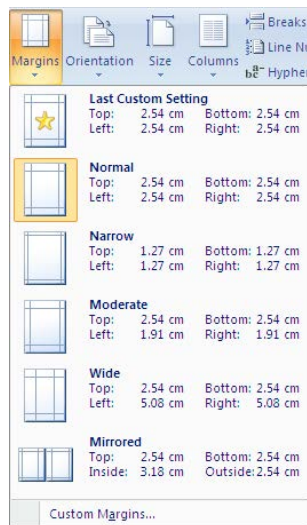 Margins Orientation Size Columns
Breaks
Line Nu
Hypher
Last Custom Setting
Top: 2.54 cm Bottom: 2.54 cm
Left: 2.54 cm Right: 2.54 cm
Normal
Top: 2.54 cm Bottom: 2.54 cm
Left: 2.54 cm Right: 2.54 cm
Narrow
Top: 1.27 cm Bottom: 1.27 cm
Left: 1.27 cm Right: 1.27 cm
Moderate
Top: 2.54 cm Bottom: 2.54 cm
Left: 1.91 cm Right: 1.91 cm
Wide
Top: 2.54 cm Bottom: 2.54 cm
Left: 5.08 cm Right: 5.08 cm
Mirrored
Top: 2.54 cm Bottom: 2.54 cm
Inside: 3.18 cm Outside: 2.54 cm
Custom Margins...